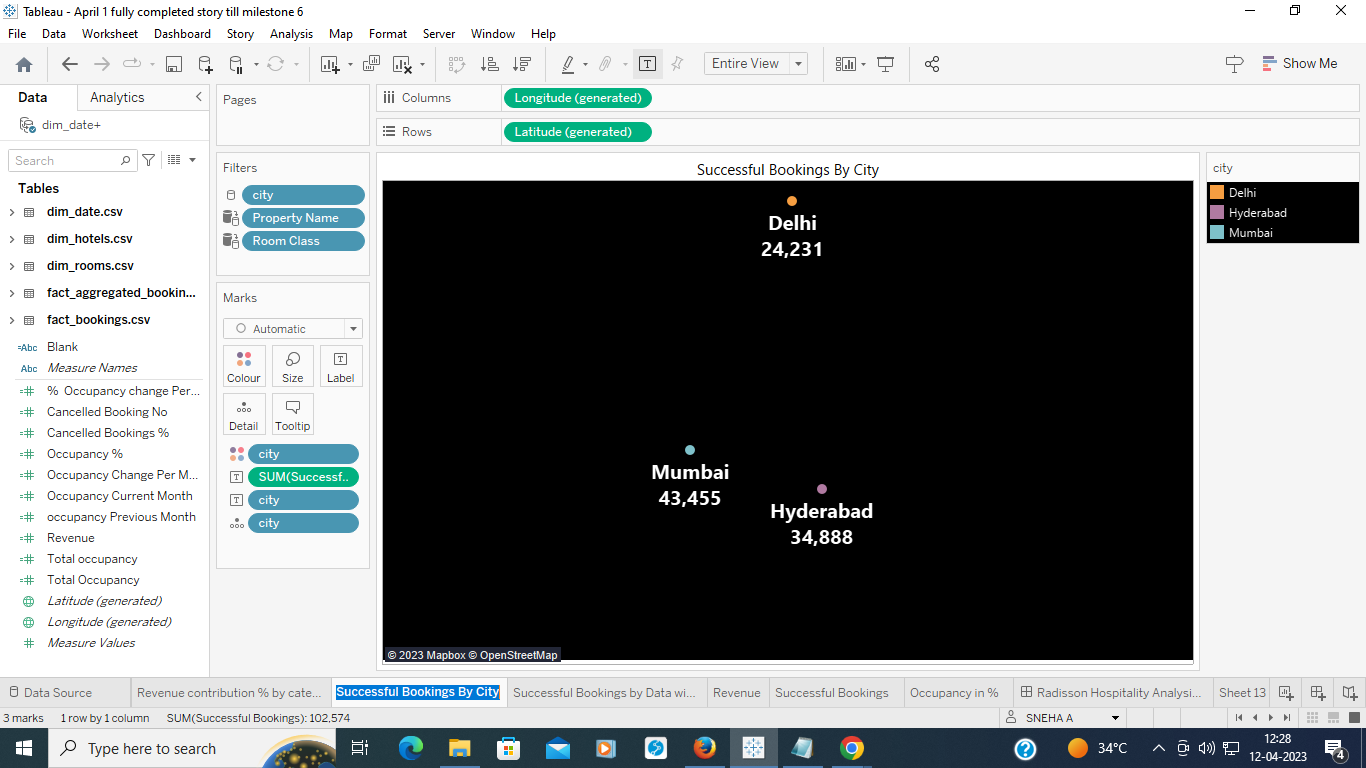 Tableau - April 1 fully completed story till milestone 6
File Data Worksheet Dashboard Story Analysis Map Format Server Window Help
Entire View
Show Me
Data Analytics
dim_date+
Search
Tables
dim_date.csv
dim_hotels.csv
dim_rooms.csv
fact_aggregated_bookin...
fact_bookings.csv
=Abc Blank
Abc Measure Names
% Occupancy change Per...
Cancelled Booking No
Cancelled Bookings %
Occupancy %
Occupancy Change Per M...
Occupancy Current Month
occupancy Previous Month
Revenue
Total occupancy
Total Occupancy
Latitude (generated)
Longitude (generated)
Measure Values
Pages
Filters
city
Property Name
Room Class
Marks
Automatic
Colour Size Label
Detail Tooltip
city
SUM(Successf..
city
city
Columns Longitude (generated)
Rows Latitude (generated)
Successful Bookings By City
Delhi
24,231
Mumbai
43,455
Hyderabad
34,888
© 2023 Mapbox © OpenStreetMap
city
Delhi
Hyderabad
Mumbai
Data Source Revenue contribution % by cate... Successful Bookings By City Successful Bookings by Data wi... Revenue Successful Bookings Occupancy in % Radisson Hospitality Analysi... Sheet 13
3 marks 1 row by 1 column SUM(Successful Bookings): 102,574 SNEHA A
Type here to search
34°C
12:28
12-04-2023
4